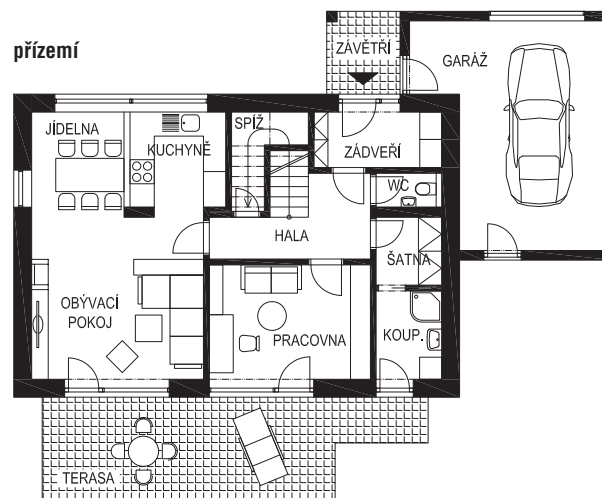 přízemí
ZÁVĚTŘÍ
GARÁŽ
JÍDELNA
SPÍŽ
KUCHYNĚ
ZÁDVEŘÍ
WC
HALA
ŠATNA
OBÝVACÍ
POKOJ
PRACOVNA
KOUP.
TERASA